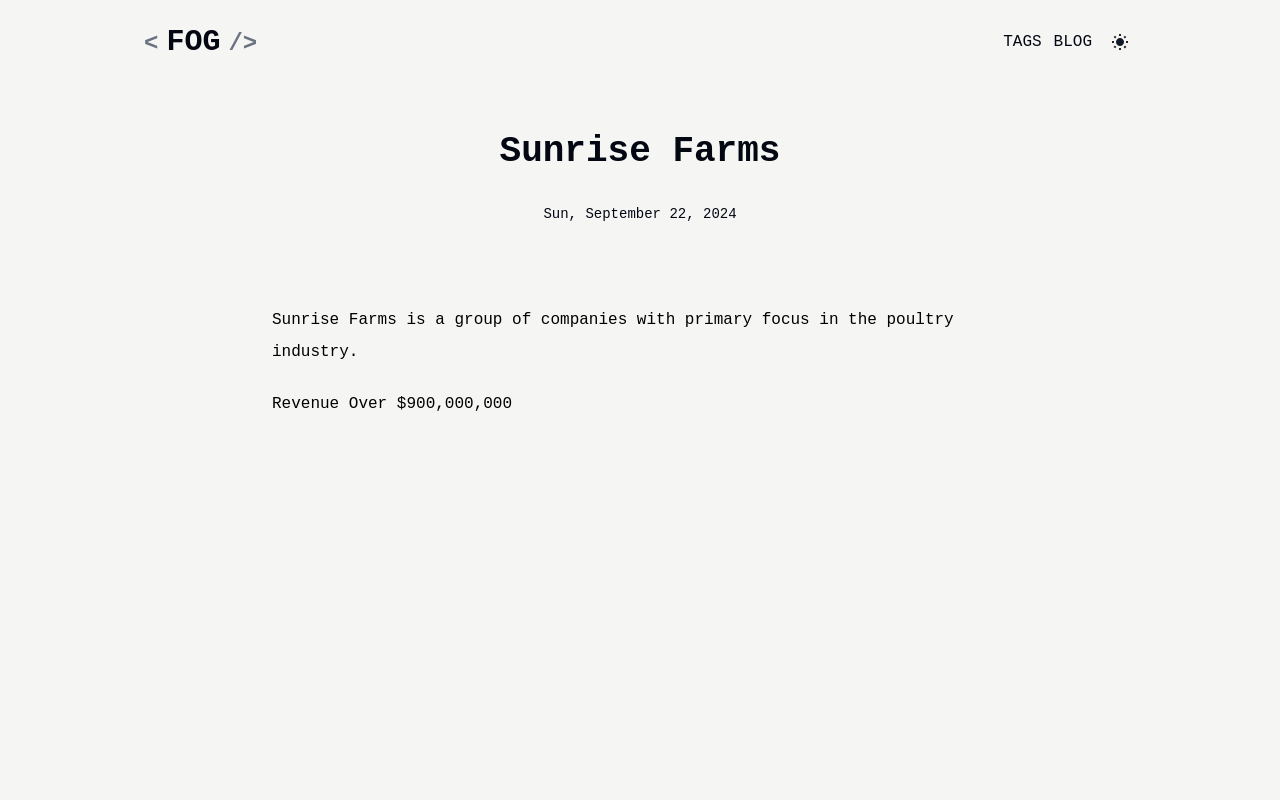 < FOG />
TAGS BLOG
Sunrise Farms
Sun, September 22, 2024
Sunrise Farms is a group of companies with primary focus in the poultry
industry.
Revenue Over $900,000,000